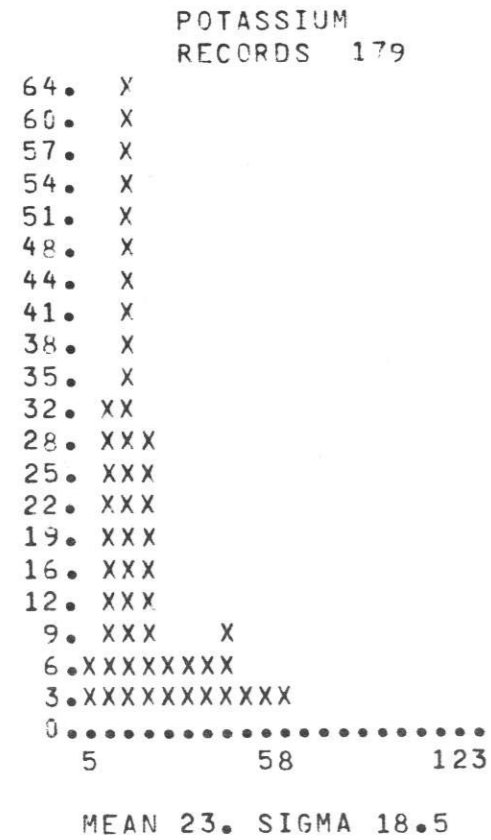 POTASSIUM
RECORDS 179
64. X
60. X
57. X
54. X
51. X
48. X
44. X
41. X
38. X
35. X
32. XX
28. XXX
25. XXX
22. XXX
19. XXX
16. XXX
12. XXX
9. XXX X
6.XXXXXXXX
3.XXXXXXXXXXX
0......................
5 58 123
MEAN 23. SIGMA 18.5